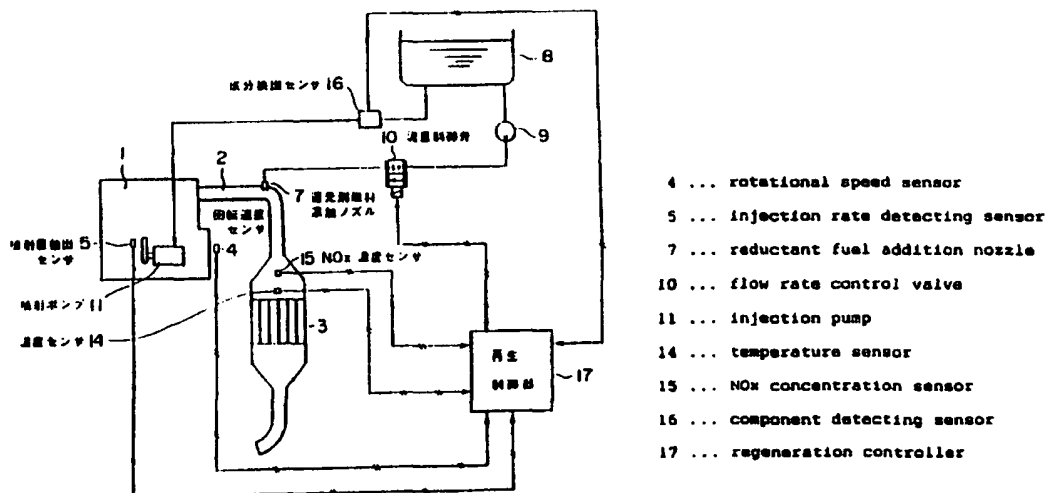 8
成分検出センサ 16
10 流量制御弁
9
1
2
7 還元剤燃料
添加ノズル
回転速度
センサ
4
噴射量検出 5
センサ
15 NOx 濃度センサ
噴射ポンプ 11
温度センサ 14
3
再生
制御器
17
4 ... rotational speed sensor
5 ... injection rate detecting sensor
7 ... reductant fuel addition nozzle
10 ... flow rate control valve
11 ... injection pump
14 ... temperature sensor
15 ... NOx concentration sensor
16 ... component detecting sensor
17 ... regeneration controller